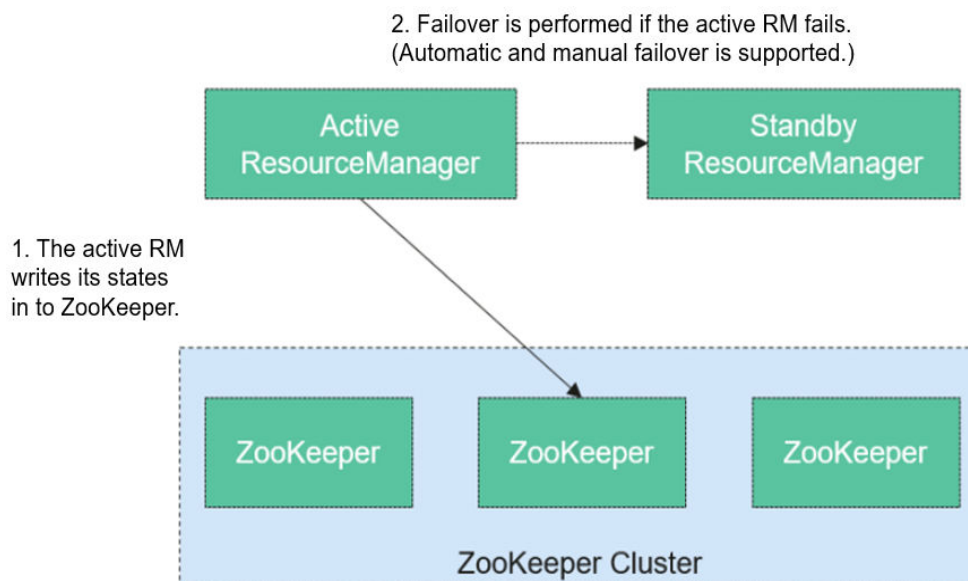 2. Failover is performed if the active RM fails.
(Automatic and manual failover is supported.)
Active
ResourceManager
Standby
ResourceManager
1. The active RM
writes its states
in to ZooKeeper.
ZooKeeper
ZooKeeper
ZooKeeper
ZooKeeper Cluster